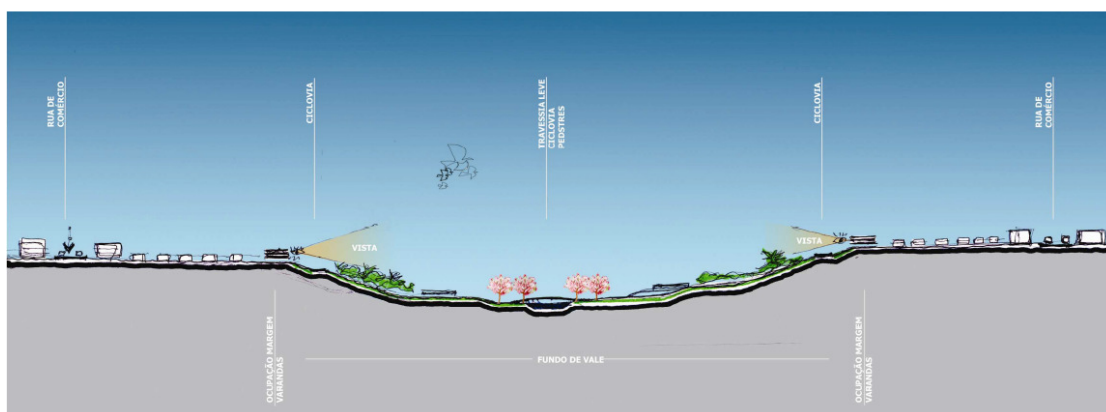 RUA DE
COMÉRCIO
CICLOVIA
TRAVESSIA LEVE
CICLOVIA
PEDSTRES
CICLOVIA
RUA DE
COMÉRCIO
VISTA
VISTA
OCUPAÇÃO MARGEM
VARANDAS
FUNDO DE VALE
OCUPAÇÃO MARGEM
VARANDAS